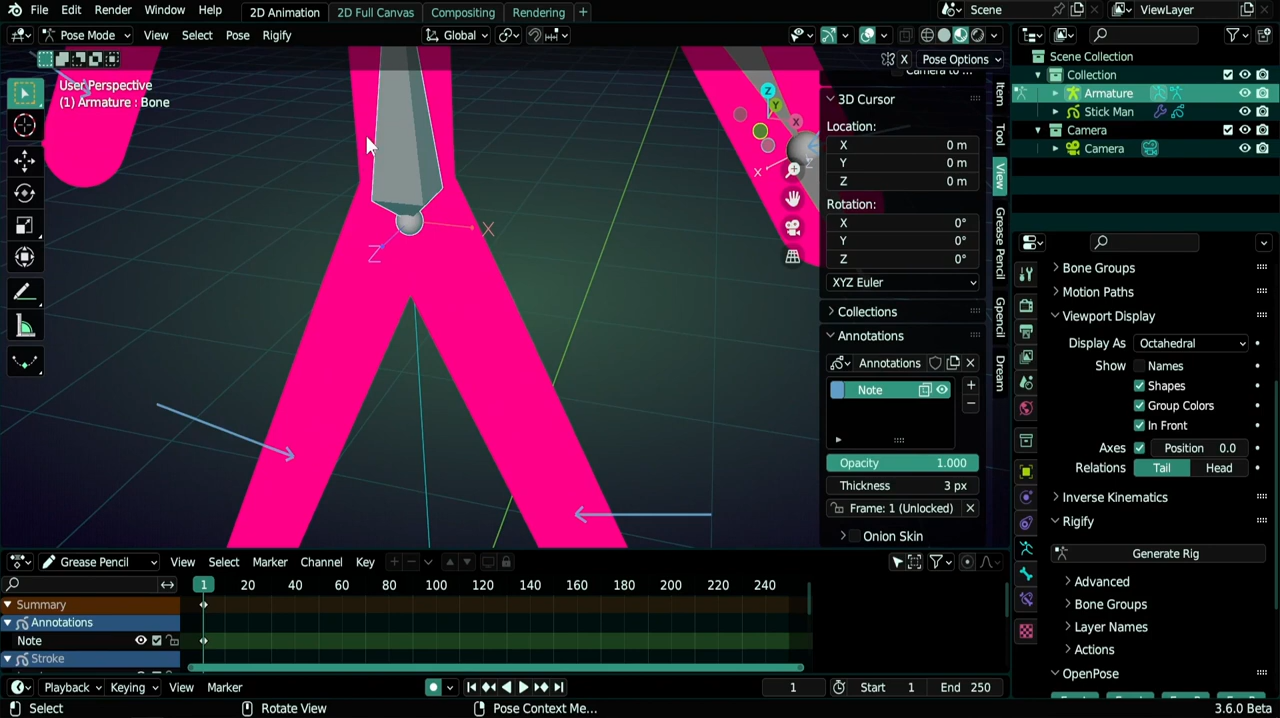 File Edit Render Window Help 2D Animation 2D Full Canvas Compositing Rendering + Scene ViewLayer
Pose Mode View Select Pose Rigify Global
X Pose Options
User Perspective
(1) Armature : Bone
Z
Y
X
X
Z
X
Z
Camera to ...
3D Cursor
Location:
X 0 m
Y 0 m
Z 0 m
Rotation:
X 0°
Y 0°
Z 0°
XYZ Euler
Collections
Annotations
Annotations
Note
Opacity 1.000
Thickness 3 px
Frame: 1 (Unlocked)
Onion Skin
Item
Tool
View
Grease Pencil
Gpencil
Dream
Scene Collection
Collection
Armature
Stick Man
Camera
Camera
Bone Groups
Motion Paths
Viewport Display
Display As Octahedral
Show Names
Shapes
Group Colors
In Front
Axes Position 0.0
Relations Tail Head
Inverse Kinematics
Rigify
Generate Rig
Advanced
Bone Groups
Layer Names
Actions
OpenPose
Grease Pencil View Select Marker Channel Key
1 20 40 60 80 100 120 140 160 180 200 220 240
Summary
Annotations
Note
Stroke
Playback Keying View Marker 1 Start 1 End 250
Select Rotate View Pose Context Me... 3.6.0 Beta